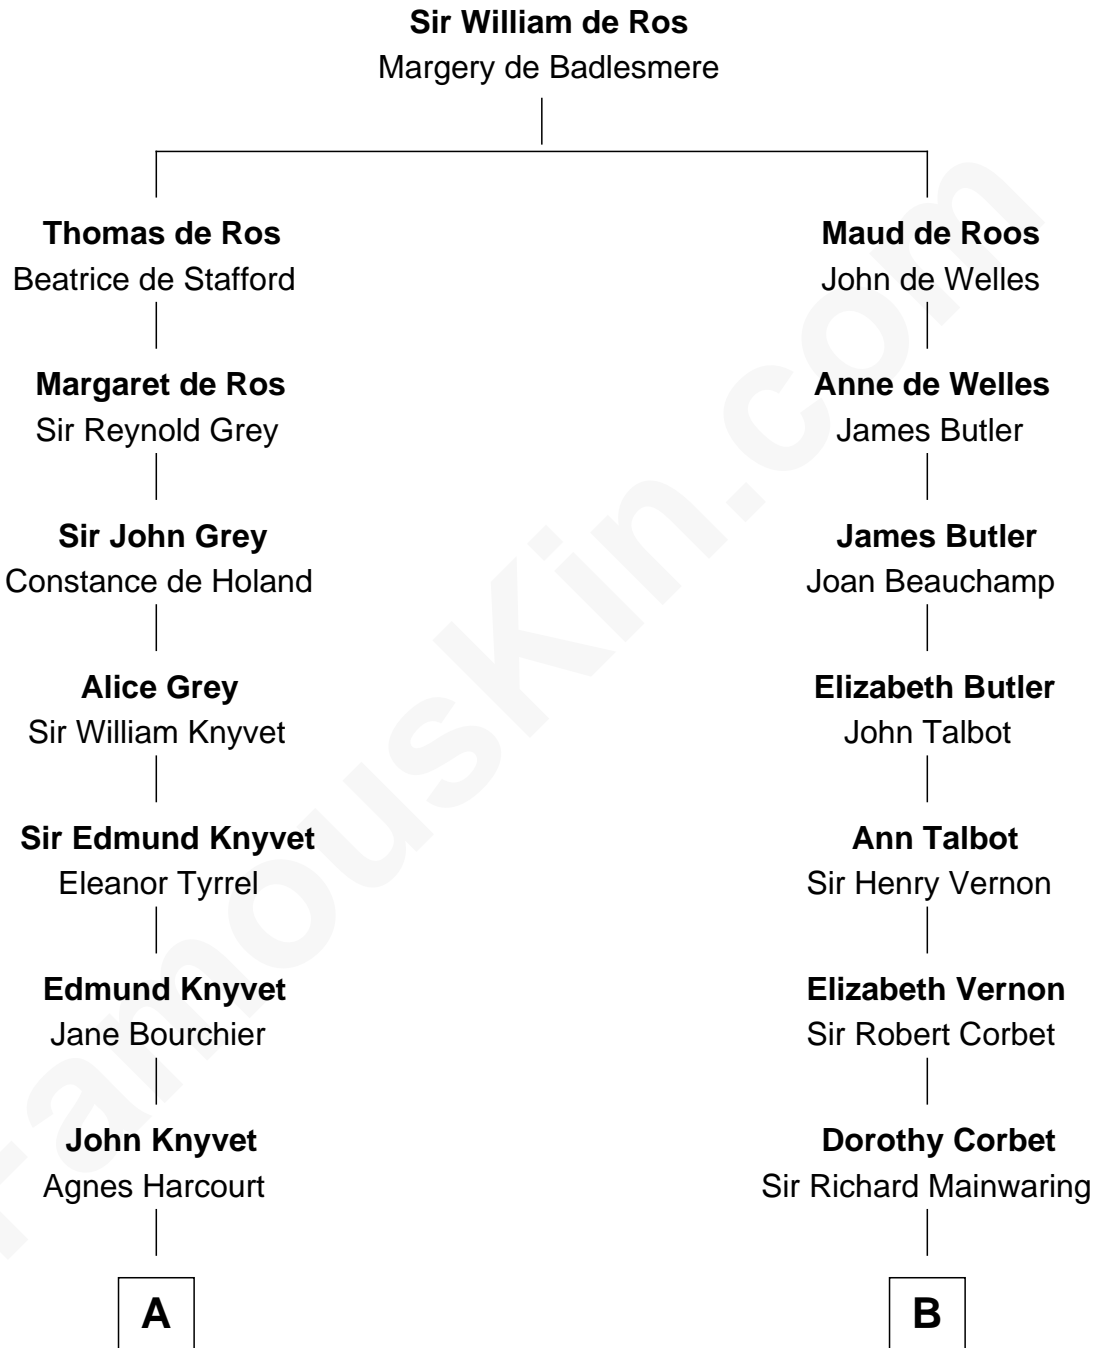 Sir William de Ros
Margery de Badlesmere
Thomas de Ros
Beatrice de Stafford
Margaret de Ros
Sir Reynold Grey
Sir John Grey
Constance de Holand
Alice Grey
Sir William Knyvet
Sir Edmund Knyvet
Eleanor Tyrrel
Edmund Knyvet
Jane Bourchier
John Knyvet
Agnes Harcourt
A
Maud de Roos
John de Welles
Anne de Welles
James Butler
James Butler
Joan Beauchamp
Elizabeth Butler
John Talbot
Ann Talbot
Sir Henry Vernon
Elizabeth Vernon
Sir Robert Corbet
Dorothy Corbet
Sir Richard Mainwaring
B
FamousKin.com